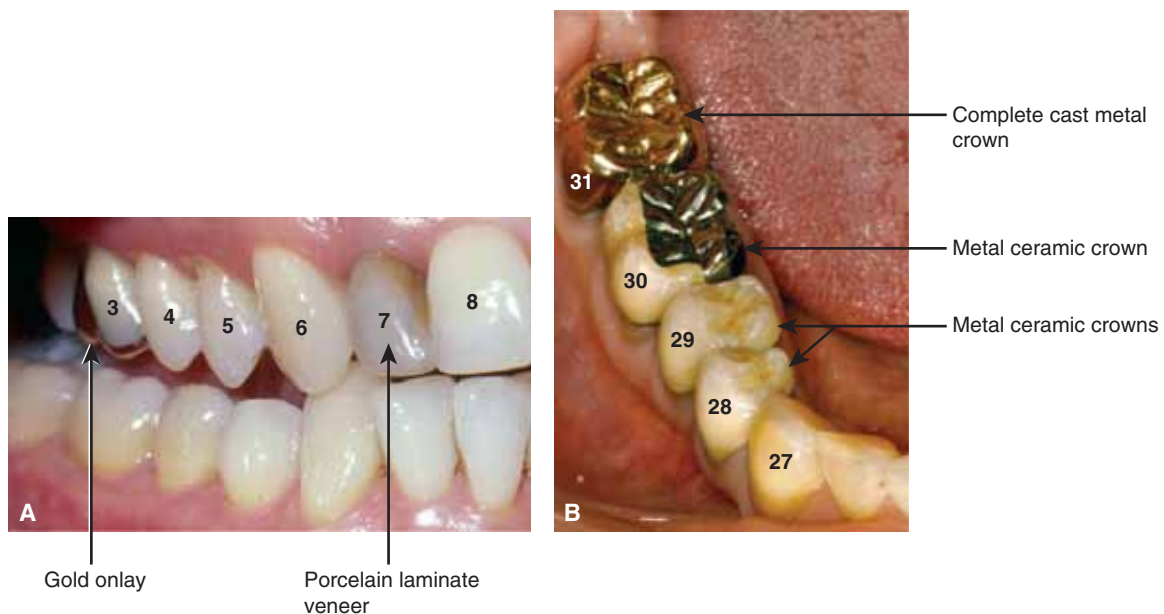 3
4
5
6
7
8
A
Gold onlay
Porcelain laminate
veneer
31
30
29
28
27
B
Complete cast metal
crown
Metal ceramic crown
Metal ceramic crowns